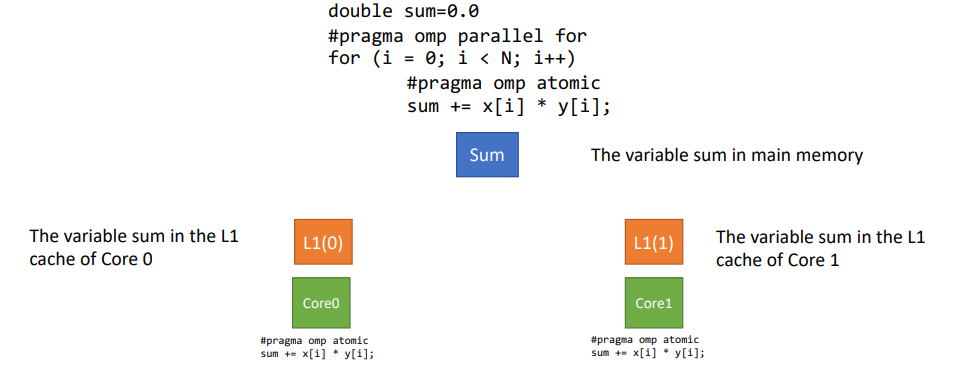 double sum=0.0
#pragma omp parallel for
for (i = 0; i < N; i++)
#pragma omp atomic
sum += x[i] * y[i];
Sum
The variable sum in main memory
The variable sum in the L1
cache of Core 0
L1(0)
L1(1)
The variable sum in the L1
cache of Core 1
Core0
Core1
#pragma omp atomic
sum += x[i] * y[i];
#pragma omp atomic
sum += x[i] * y[i];